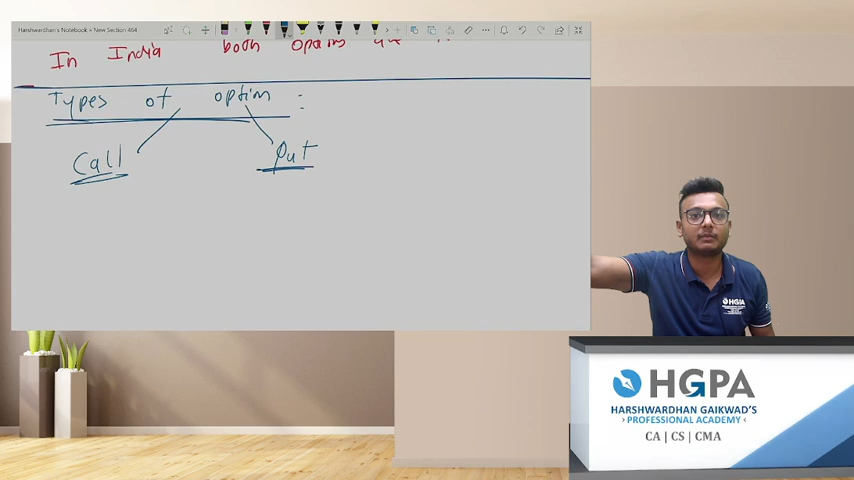 Harshwardhan's Notebook » New Section 464
In India both options
Types of option :
Call Put
HGPA
HGPA
HARSHWARDHAN GAIKWAD'S
PROFESSIONAL ACADEMY
CA | CS | CMA